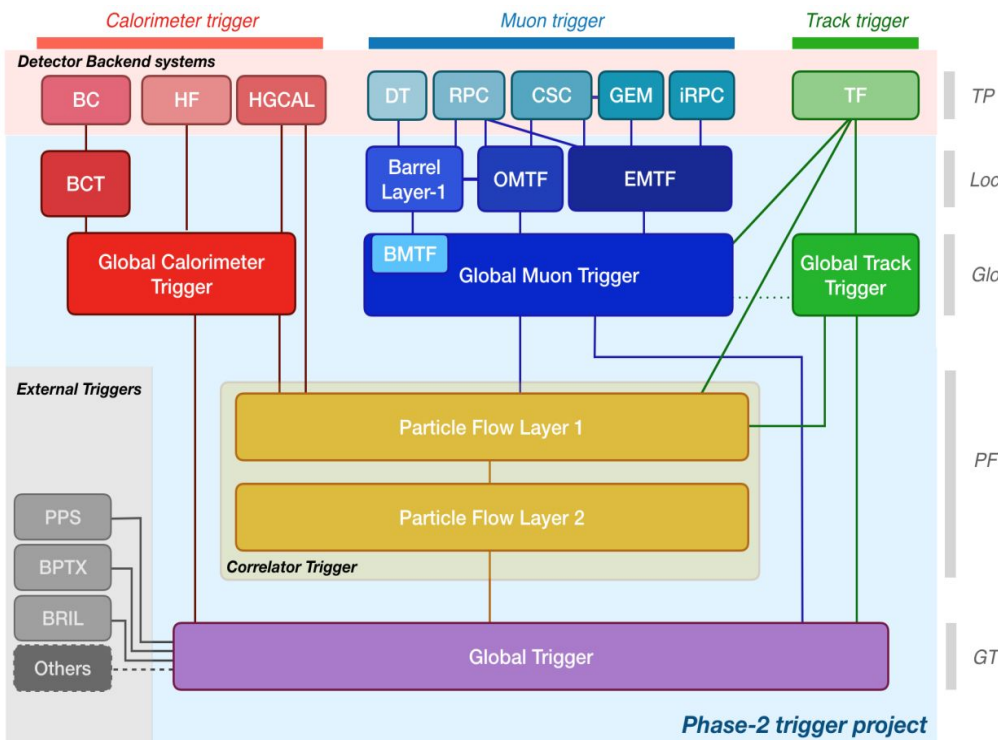 Calorimeter trigger
Muon trigger
Track trigger
Detector Backend systems
BC
HF
HGCAL
DT
RPC
CSC
GEM
iRPC
TF
TP
BCT
Barrel
Layer-1
OMTF
EMTF
Loc
Global Calorimeter
Trigger
BMTF
Global Muon Trigger
Global Track
Trigger
Glo
External Triggers
Particle Flow Layer 1
PF
Particle Flow Layer 2
Correlator Trigger
PPS
BPTX
BRIL
Others
Global Trigger
GT
Phase-2 trigger project